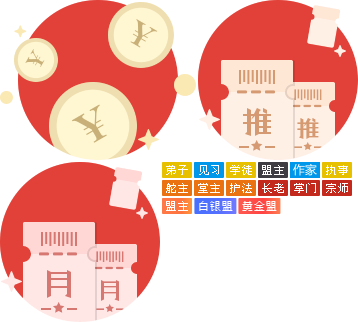 ¥ ¥
¥
推 推
月 月
弟子 见习 学徒 盟主 作家 执事
舵主 堂主 护法 长老 掌门 宗师
盟主 白银盟 黄金盟